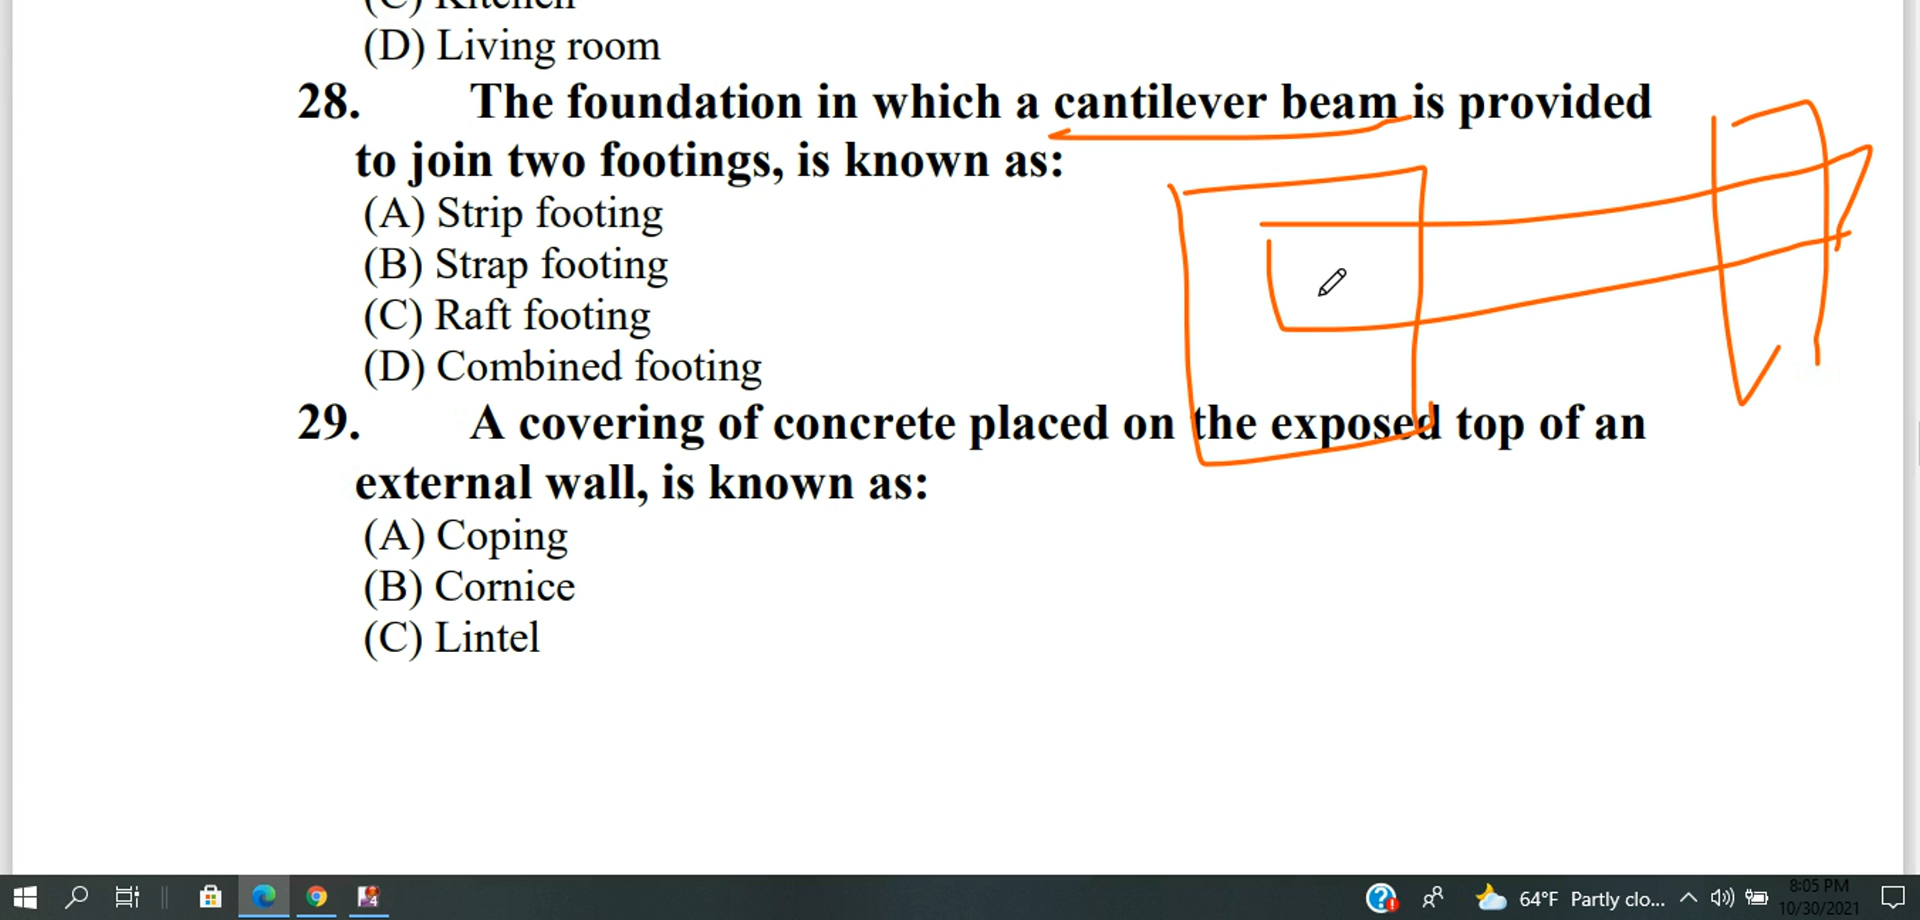 (C) Kitchen
(D) Living room
28. The foundation in which a cantilever beam is provided
to join two footings, is known as:
(A) Strip footing
(B) Strap footing
(C) Raft footing
(D) Combined footing
29. A covering of concrete placed on the exposed top of an
external wall, is known as:
(A) Coping
(B) Cornice
(C) Lintel
64°F Partly clo...
8:05 PM
10/30/2021